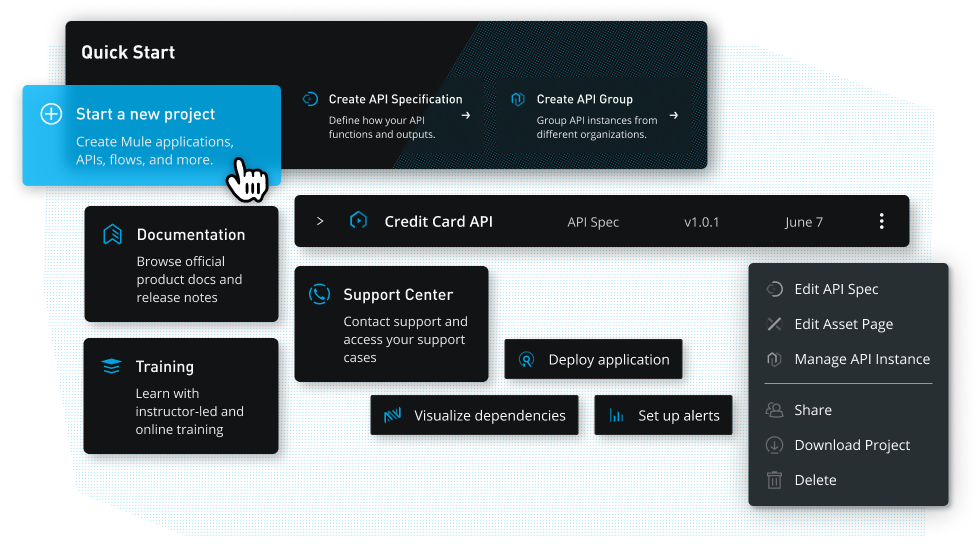 Quick Start
Start a new project
Create Mule applications,
APIs, flows, and more.
Create API Specification
Define how your API
functions and outputs.
Create API Group
Group API instances from
different organizations.
Credit Card API
API Spec
v1.0.1
June 7
Documentation
Browse official
product docs and
release notes
Support Center
Contact support and
access your support
cases
Training
Learn with
instructor-led and
online training
Deploy application
Visualize dependencies
Set up alerts
Edit API Spec
Edit Asset Page
Manage API Instance
Share
Download Project
Delete